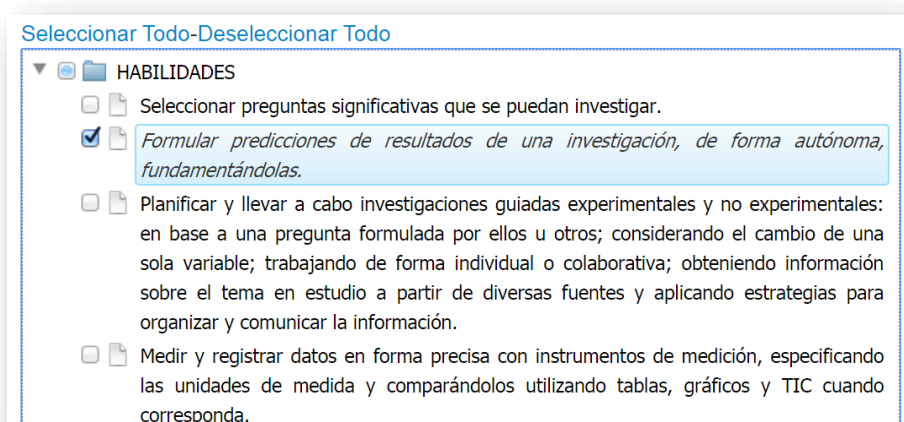 Seleccionar Todo-Deseleccionar Todo
HABILIDADES
Seleccionar preguntas significativas que se puedan investigar.
Formular predicciones de resultados de una investigación, de forma autónoma,
fundamentándolas.
Planificar y llevar a cabo investigaciones guiadas experimentales y no experimentales:
en base a una pregunta formulada por ellos u otros; considerando el cambio de una
sola variable; trabajando de forma individual o colaborativa; obteniendo información
sobre el tema en estudio a partir de diversas fuentes y aplicando estrategias para
organizar y comunicar la información.
Medir y registrar datos en forma precisa con instrumentos de medición, especificando
las unidades de medida y comparándolos utilizando tablas, gráficos y TIC cuando
corresponda.